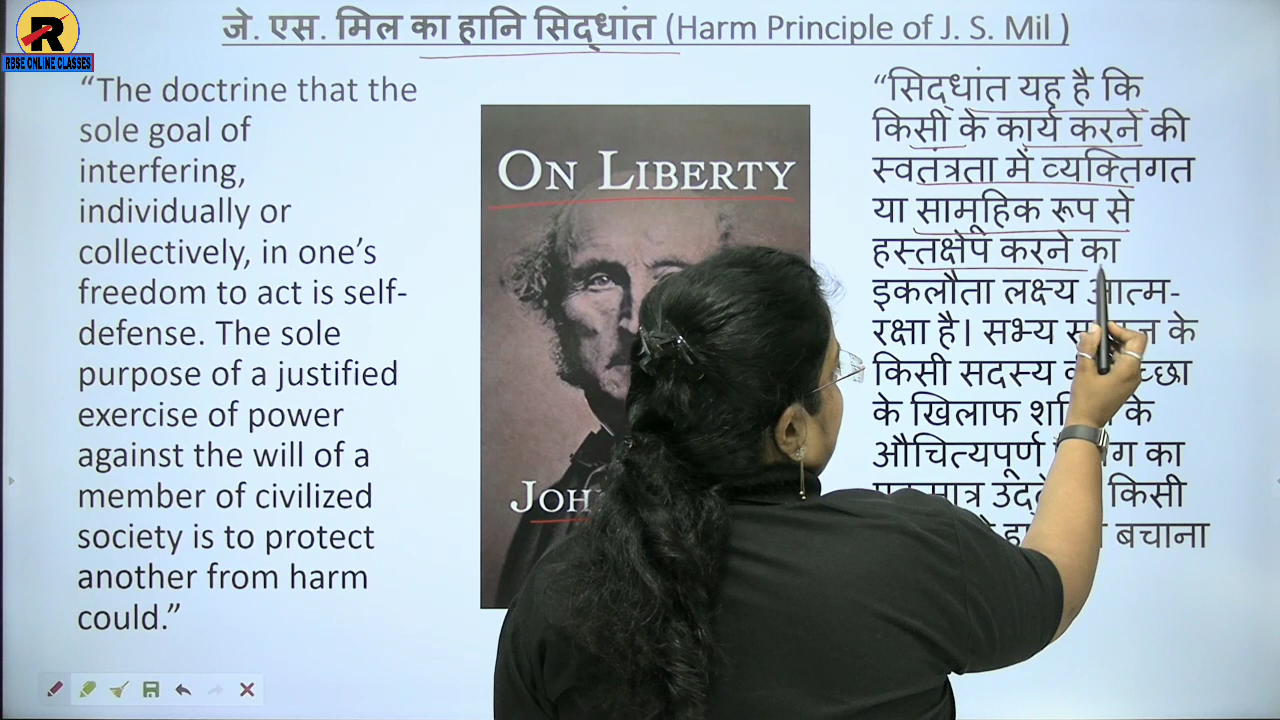 जे. एस. मिल का हानि सिद्धांत (Harm Principle of J. S. Mil )
R
RBSE ONLINE CLASSES
“The doctrine that the
sole goal of
interfering,
individually or
collectively, in one’s
freedom to act is self-
defense. The sole
purpose of a justified
exercise of power
against the will of a
member of civilized
society is to protect
another from harm
could.”
ON LIBERTY
“सिद्धांत यह है कि
किसी के कार्य करने की
स्वतंत्रता में व्यक्तिगत
या सामूहिक रूप से
हस्तक्षेप करने का
इकलौता लक्ष्य आत्म-
रक्षा है। सभ्य के
किसी सदस्य
के खिलाफ के
औचित्यपूर्ण का
किसी
बचाना